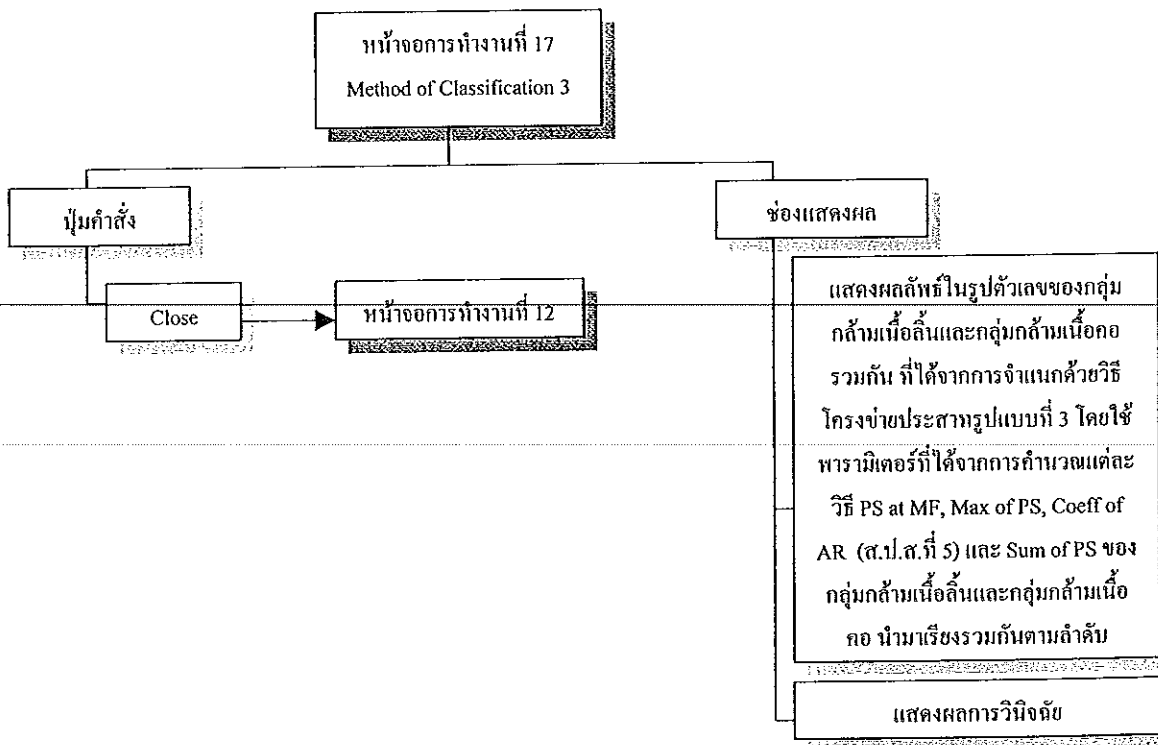 หน้าจอการทำงานที่ 17
Method of Classification 3
ปุ่มคำสั่ง
ช่องแสดงผล
Close
หน้าจอการทำงานที่ 12
แสดงผลลัพธ์ในรูปตัวเลขของกลุ่ม
กล้ามเนื้อลิ้นและกลุ่มกล้ามเนื้อคอ
รวมกัน ที่ได้จากการจำแนกด้วยวิธี
โครงข่ายประสาทรูปแบบที่ 3 โดยใช้
พารามิเตอร์ที่ได้จากการคำนวณแต่ละ
วิธี PS at MF, Max of PS, Coeff of
AR (ส.ป.ส.ที่ 5) และ Sum of PS ของ
กลุ่มกล้ามเนื้อลิ้นและกลุ่มกล้ามเนื้อ
คอ นำมาเรียงรวมกันตามลำดับ
แสดงผลการวินิจฉัย